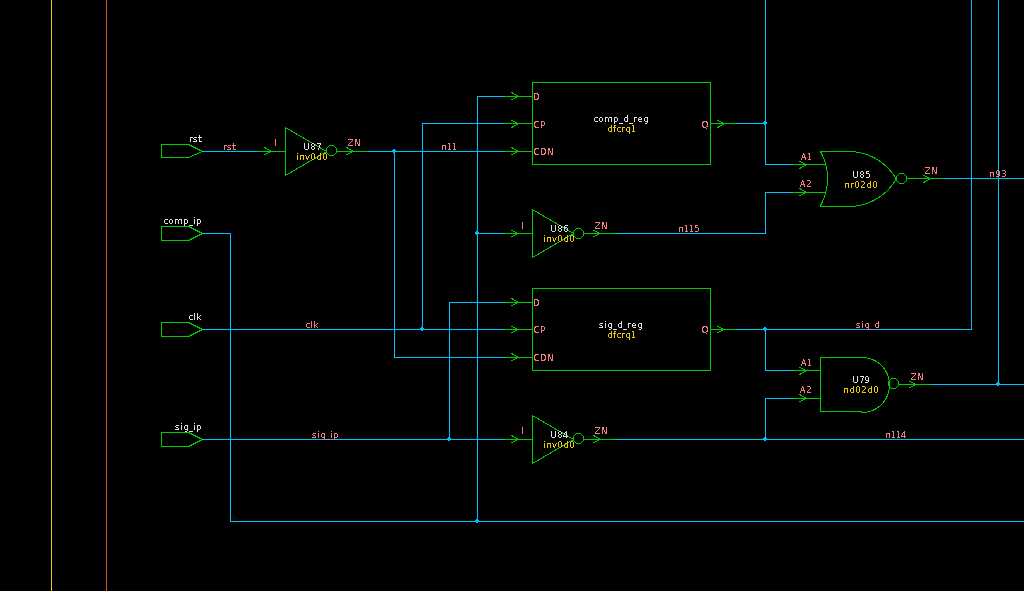 D
comp_d_reg
CP
Q
dfcrq1
rst
rst
I
U87
inv0d0
ZN
n11
CDN
A1
A2
U85
nr02d0
ZN
n93
comp_ip
I
U86
inv0d0
ZN
n115
D
clk
clk
CP
sig_d_reg
dfcrq1
Q
sig_d
CDN
A1
A2
U79
nd02d0
ZN
sig_ip
sig_ip
I
U84
inv0d0
ZN
n114